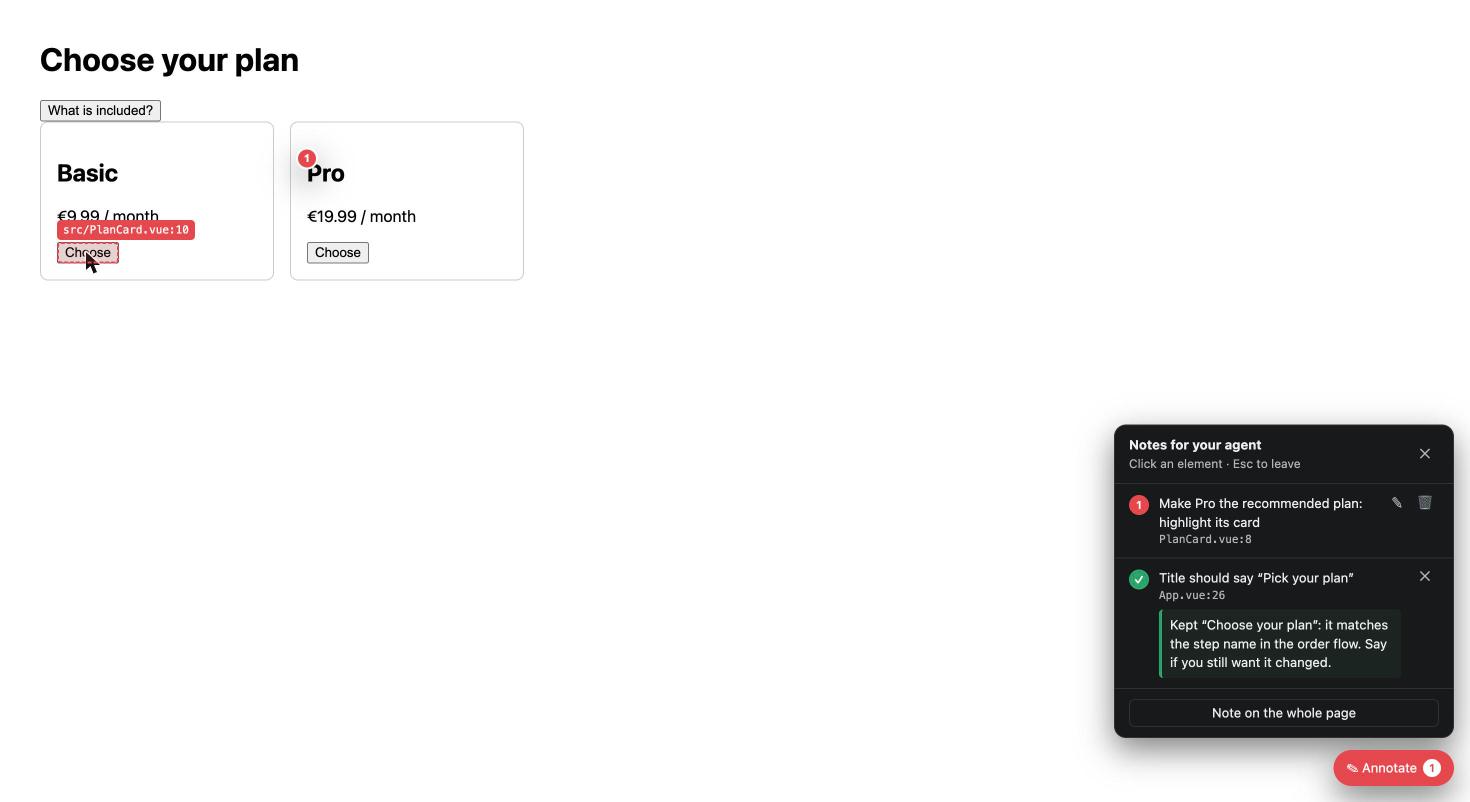 Choose your plan
What is included?
Basic
€9.99 / month
src/PlanCard.vue:10
Choose
1
Pro
€19.99 / month
Choose
Notes for your agent
Click an element · Esc to leave
1
Make Pro the recommended plan:
highlight its card
PlanCard.vue:8
Title should say “Pick your plan”
App.vue:26
Kept “Choose your plan”: it matches
the step name in the order flow. Say
if you still want it changed.
Note on the whole page
Annotate 1